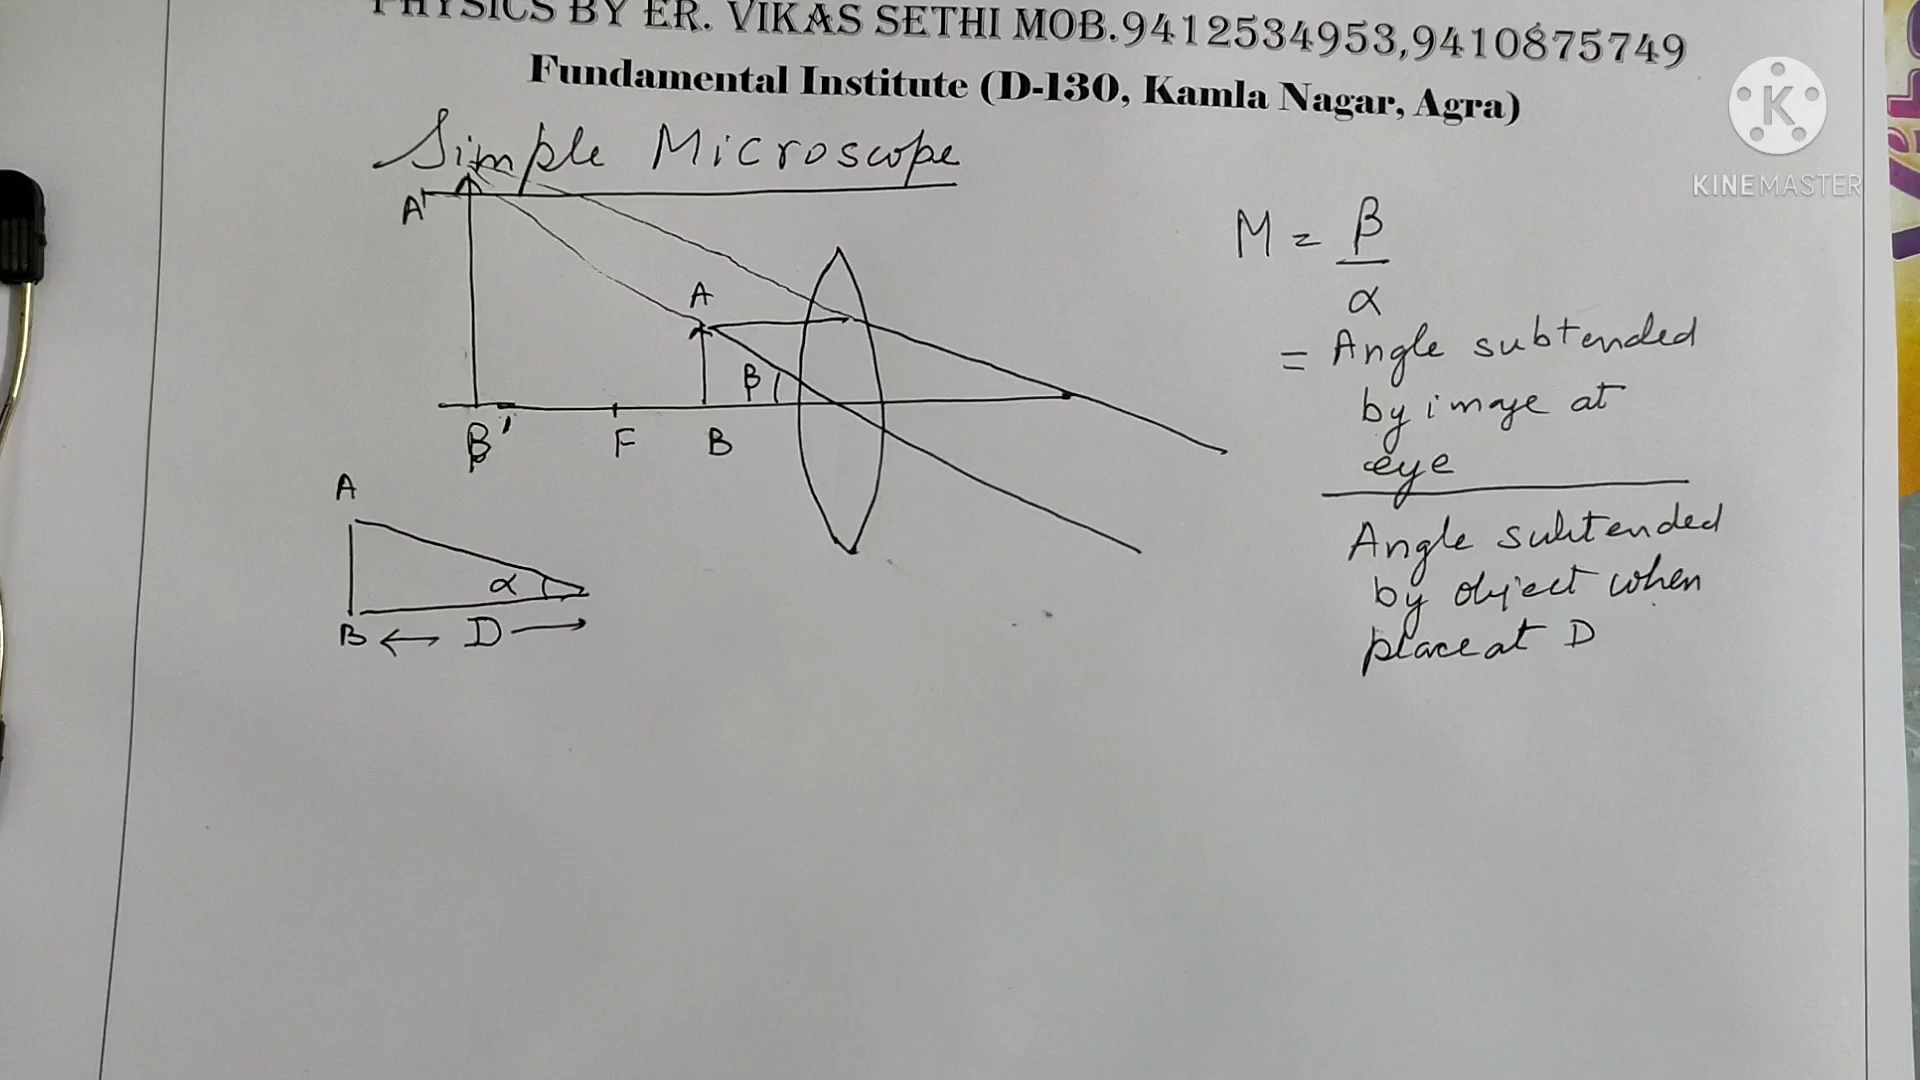 PHYSICS BY ER. VIKAS SETHI MOB.9412534953,9410875749
Fundamental Institute (D-130, Kamla Nagar, Agra)
K
KINEMASTER
Simple Microscope
A'
A
β
B'
F
B
A
α
B
D
M = β
α
= Angle subtended
by image at
eye
Angle subtended
by object when
place at D